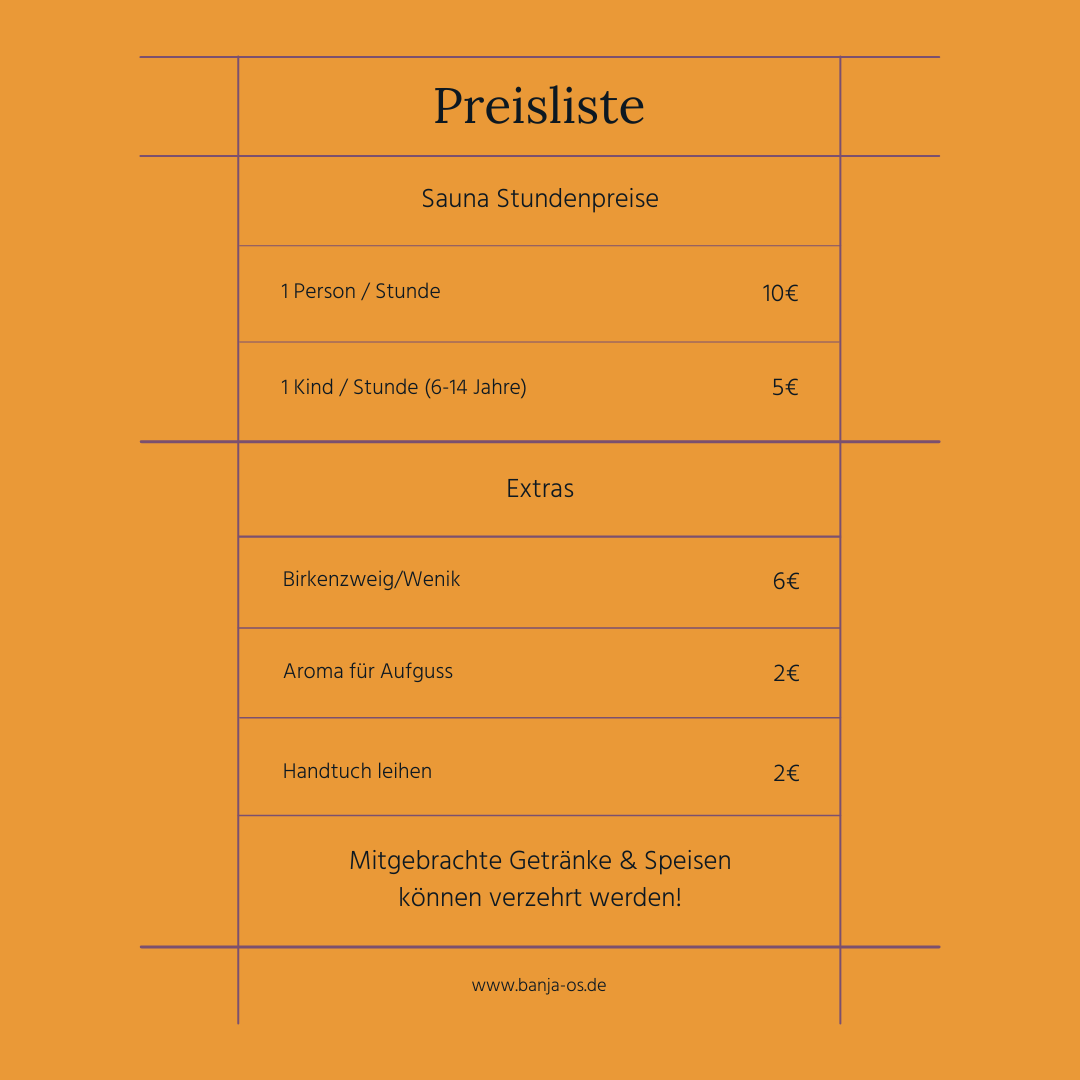 Preisliste
Sauna Stundenpreise
1 Person / Stunde 10€
1 Kind / Stunde (6-14 Jahre) 5€
Extras
Birkenzweig/Wenik 6€
Aroma für Aufguss 2€
Handtuch leihen 2€
Mitgebrachte Getränke & Speisen
können verzehrt werden!
www.banja-os.de